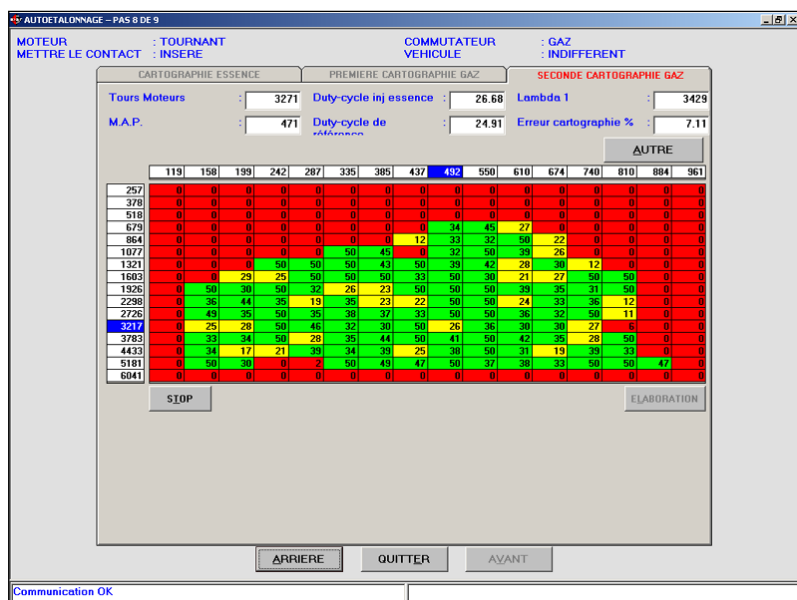 AUTOETALONNAGE – PAS 8 DE 9
MOTEUR : TOURNANT COMMUTATEUR : GAZ
METTRE LE CONTACT : INSERE VEHICULE : INDIFFERENT
CARTOGRAPHIE ESSENCE PREMIERE CARTOGRAPHIE GAZ SECONDE CARTOGRAPHIE GAZ
Tours Moteurs : 3271 Duty-cycle inj essence : 26.68 Lambda 1 : 3429
M.A.P. : 471 Duty-cycle de référence : 24.91 Erreur cartographie % : 7.11
AUTRE
119 158 199 242 287 335 385 437 492 550 610 674 740 810 884 961
257 0 0 0 0 0 0 0 0 0 0 0 0 0 0 0 0
378 0 0 0 0 0 0 0 0 0 0 0 0 0 0 0 0
518 0 0 0 0 0 0 0 0 0 0 0 0 0 0 0 0
679 0 0 0 0 0 0 0 0 34 45 27 0 0 0 0 0
864 0 0 0 0 0 0 0 12 33 32 50 22 0 0 0 0
1077 0 0 0 0 0 50 45 0 32 50 39 26 0 0 0 0
1321 0 0 0 50 50 50 43 50 39 42 28 30 12 0 0 0
1603 0 0 29 25 50 50 50 33 50 30 21 27 50 50 0 0
1926 0 50 30 50 32 26 23 50 50 50 39 35 31 50 0 0
2298 0 36 44 35 19 35 23 22 50 50 24 33 36 12 0 0
2726 0 49 35 50 35 38 37 33 50 50 36 32 50 11 0 0
3217 0 25 28 50 46 32 30 50 26 36 30 30 27 6 0 0
3783 0 33 34 50 28 35 44 50 41 50 42 35 28 50 0 0
4433 0 34 17 21 39 34 39 25 38 50 31 19 39 33 0 0
5181 0 50 30 0 2 50 49 47 50 37 38 33 50 50 47 0
6041 0 0 0 0 0 0 0 0 0 0 0 0 0 0 0 0
STOP ELABORATION
ARRIERE QUITTER AVANT
Communication OK